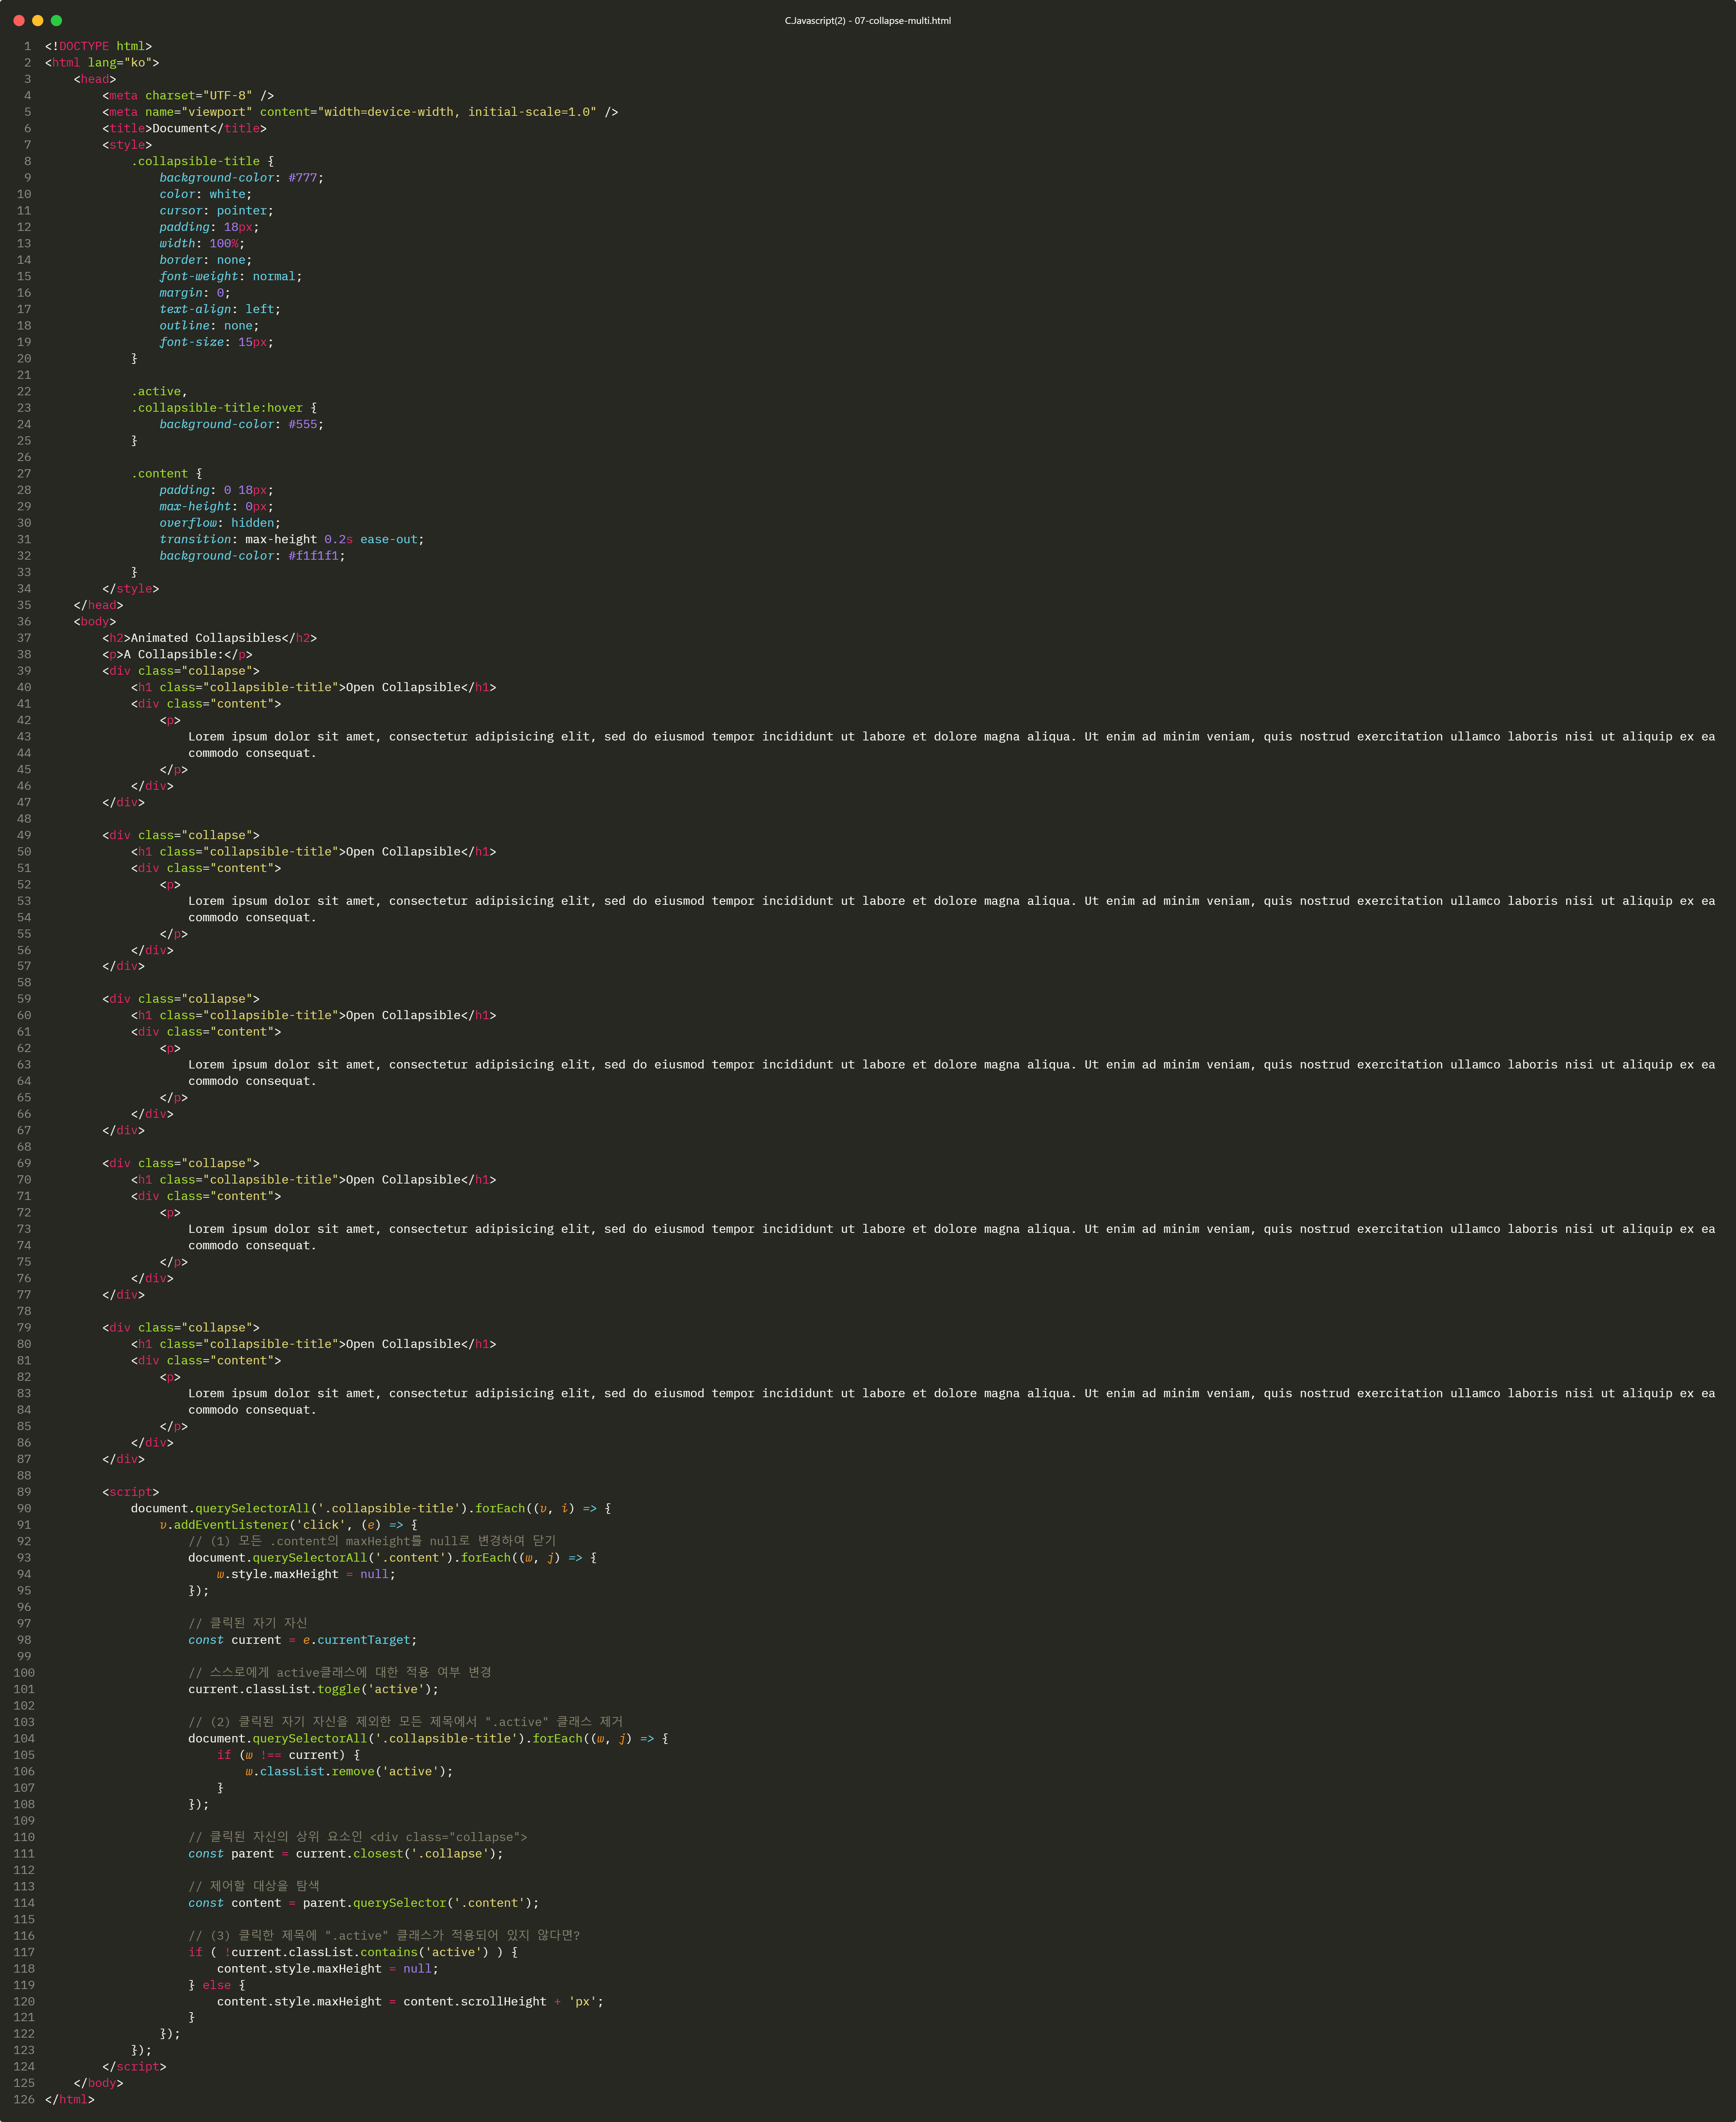 C.Javascript(2) - 07-collapse-multi.html
1 <!DOCTYPE html>
2 <html lang="ko">
3     <head>
4         <meta charset="UTF-8" />
5         <meta name="viewport" content="width=device-width, initial-scale=1.0" />
6         <title>Document</title>
7         <style>
8             .collapsible-title {
9                 background-color: #777;
10                 color: white;
11                 cursor: pointer;
12                 padding: 18px;
13                 width: 100%;
14                 border: none;
15                 font-weight: normal;
16                 margin: 0;
17                 text-align: left;
18                 outline: none;
19                 font-size: 15px;
20             }
21
22             .active,
23             .collapsible-title:hover {
24                 background-color: #555;
25             }
26
27             .content {
28                 padding: 0 18px;
29                 max-height: 0px;
30                 overflow: hidden;
31                 transition: max-height 0.2s ease-out;
32                 background-color: #f1f1f1;
33             }
34         </style>
35     </head>
36     <body>
37         <h2>Animated Collapsibles</h2>
38         <p>A Collapsible:</p>
39         <div class="collapse">
40             <h1 class="collapsible-title">Open Collapsible</h1>
41             <div class="content">
42                 <p>
43                     Lorem ipsum dolor sit amet, consectetur adipisicing elit, sed do eiusmod tempor incididunt ut labore et dolore magna aliqua. Ut enim ad minim veniam, quis nostrud exercitation ullamco laboris nisi ut aliquip ex ea
44                     commodo consequat.
45                 </p>
46             </div>
47         </div>
48
49         <div class="collapse">
50             <h1 class="collapsible-title">Open Collapsible</h1>
51             <div class="content">
52                 <p>
53                     Lorem ipsum dolor sit amet, consectetur adipisicing elit, sed do eiusmod tempor incididunt ut labore et dolore magna aliqua. Ut enim ad minim veniam, quis nostrud exercitation ullamco laboris nisi ut aliquip ex ea
54                     commodo consequat.
55                 </p>
56             </div>
57         </div>
58
59         <div class="collapse">
60             <h1 class="collapsible-title">Open Collapsible</h1>
61             <div class="content">
62                 <p>
63                     Lorem ipsum dolor sit amet, consectetur adipisicing elit, sed do eiusmod tempor incididunt ut labore et dolore magna aliqua. Ut enim ad minim veniam, quis nostrud exercitation ullamco laboris nisi ut aliquip ex ea
64                     commodo consequat.
65                 </p>
66             </div>
67         </div>
68
69         <div class="collapse">
70             <h1 class="collapsible-title">Open Collapsible</h1>
71             <div class="content">
72                 <p>
73                     Lorem ipsum dolor sit amet, consectetur adipisicing elit, sed do eiusmod tempor incididunt ut labore et dolore magna aliqua. Ut enim ad minim veniam, quis nostrud exercitation ullamco laboris nisi ut aliquip ex ea
74                     commodo consequat.
75                 </p>
76             </div>
77         </div>
78
79         <div class="collapse">
80             <h1 class="collapsible-title">Open Collapsible</h1>
81             <div class="content">
82                 <p>
83                     Lorem ipsum dolor sit amet, consectetur adipisicing elit, sed do eiusmod tempor incididunt ut labore et dolore magna aliqua. Ut enim ad minim veniam, quis nostrud exercitation ullamco laboris nisi ut aliquip ex ea
84                     commodo consequat.
85                 </p>
86             </div>
87         </div>
88
89         <script>
90             document.querySelectorAll('.collapsible-title').forEach((v, i) => {
91                 v.addEventListener('click', (e) => {
92                     // (1) 모든 .content의 maxHeight를 null로 변경하여 닫기
93                     document.querySelectorAll('.content').forEach((w, j) => {
94                         w.style.maxHeight = null;
95                     });
96
97                     // 클릭된 자기 자신
98                     const current = e.currentTarget;
99
100                     // 스스로에게 active클래스에 대한 적용 여부 변경
101                     current.classList.toggle('active');
102
103                     // (2) 클릭된 자기 자신을 제외한 모든 제목에서 ".active" 클래스 제거
104                     document.querySelectorAll('.collapsible-title').forEach((w, j) => {
105                         if (w !== current) {
106                             w.classList.remove('active');
107                         }
108                     });
109
110                     // 클릭된 자신의 상위 요소인 <div class="collapse">
111                     const parent = current.closest('.collapse');
112
113                     // 제어할 대상을 탐색
114                     const content = parent.querySelector('.content');
115
116                     // (3) 클릭한 제목에 ".active" 클래스가 적용되어 있지 않다면?
117                     if ( !current.classList.contains('active') ) {
118                         content.style.maxHeight = null;
119                     } else {
120                         content.style.maxHeight = content.scrollHeight + 'px';
121                     }
122                 });
123             });
124         </script>
125     </body>
126 </html>